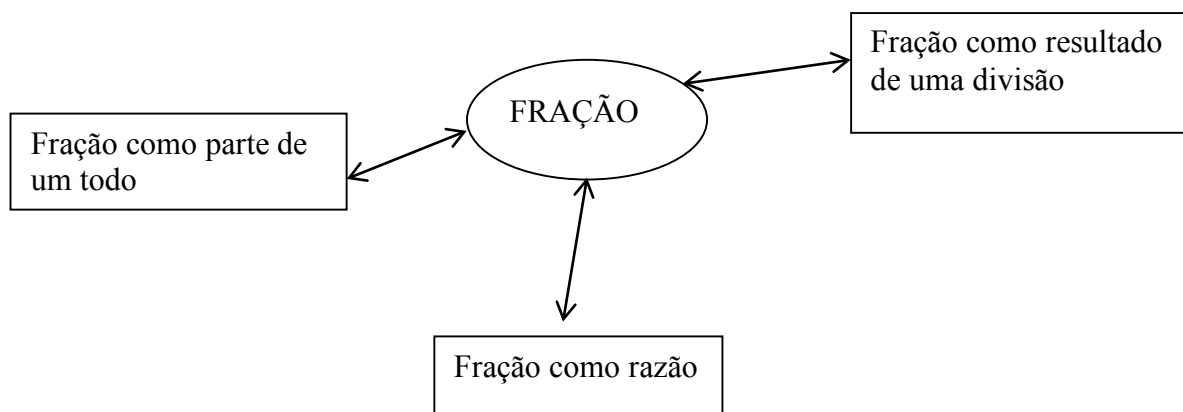 Fração como resultado
de uma divisão
FRAÇÃO
Fração como parte de
um todo
Fração como razão